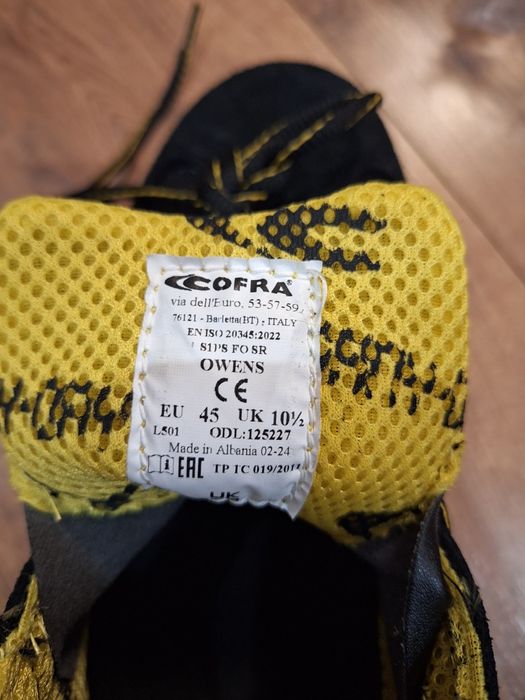 COFRA
via dell'Euro, 53-57-59
76121 - Barletta(BT) - ITALY
EN ISO 20345:2022
S1PS FO SR
OWENS
CE
EU 45 UK 10½
L501 ODL:125227
Made in Albania 02-24
EAC TP TC 019/2011
UK